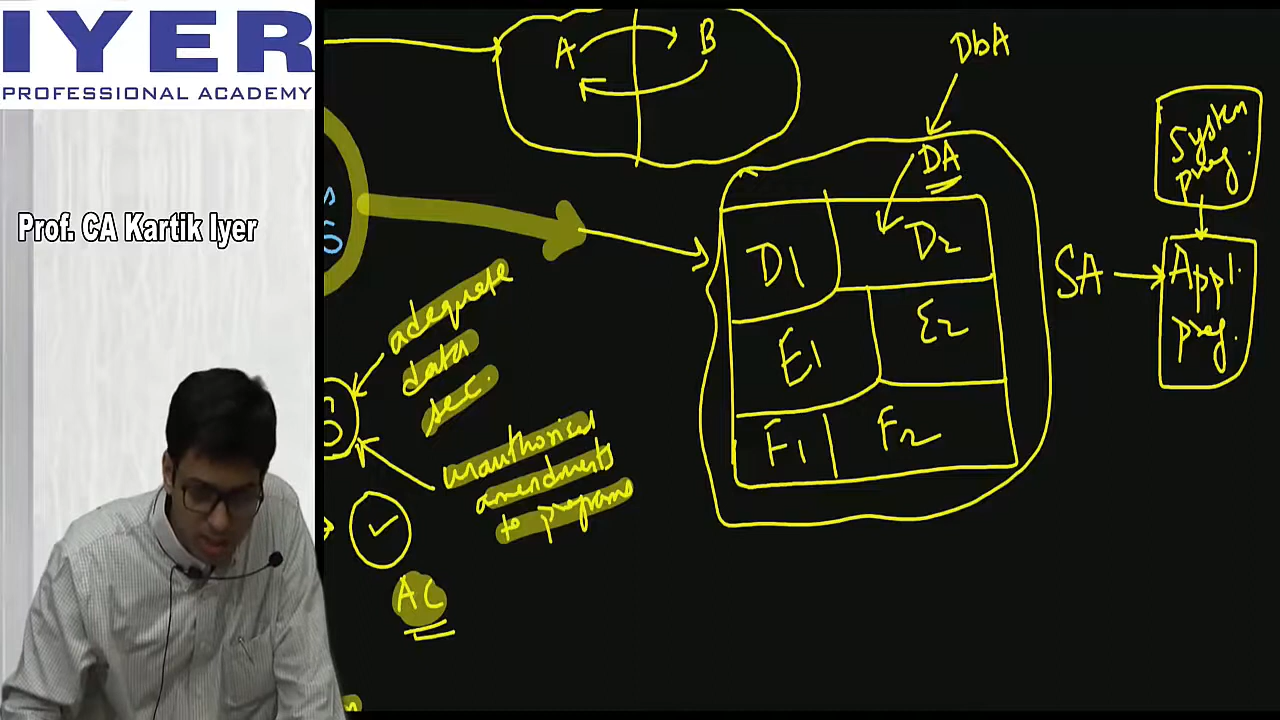 IYER
PROFESSIONAL ACADEMY
Prof. CA Kartik Iyer
A B
DbA
DA
System
prog.
D1 D2
SA
Appl.
prog.
E1 E2
F1 F2
adequate
data
sec.
unauthorised
amendments
to programs
AC